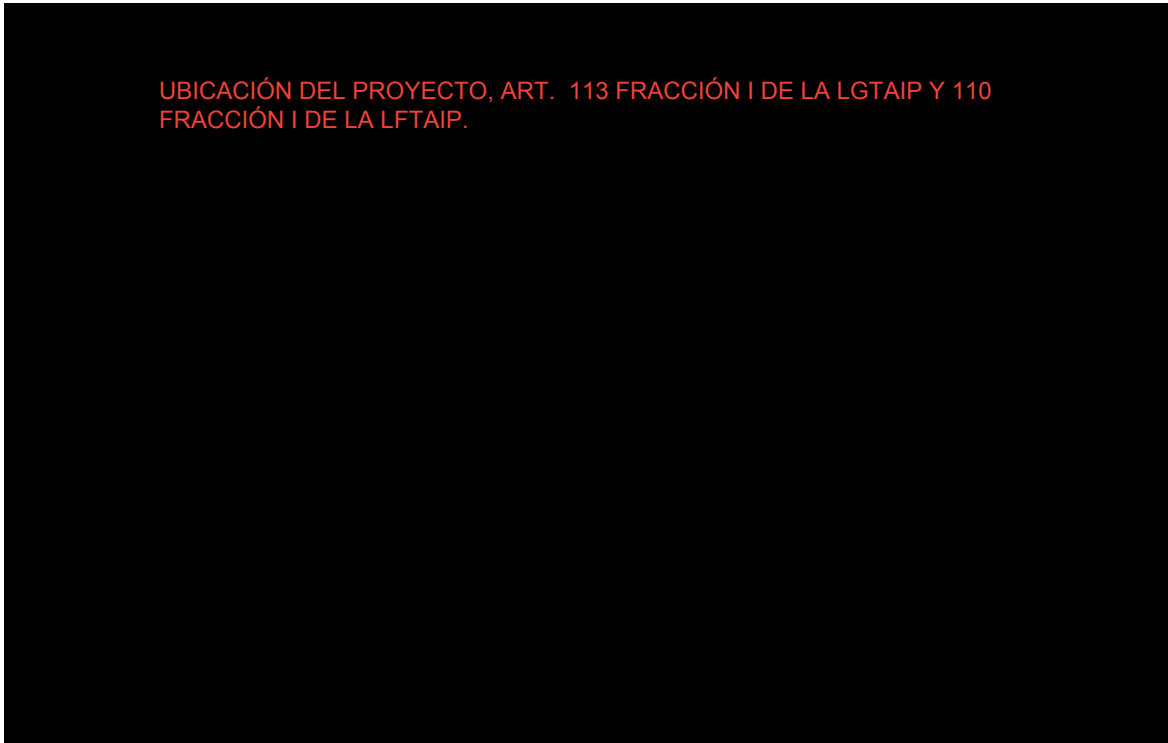 UBICACIÓN DEL PROYECTO, ART. 113 FRACCIÓN I DE LA LGTAIP Y 110
FRACCIÓN I DE LA LFTAIP.